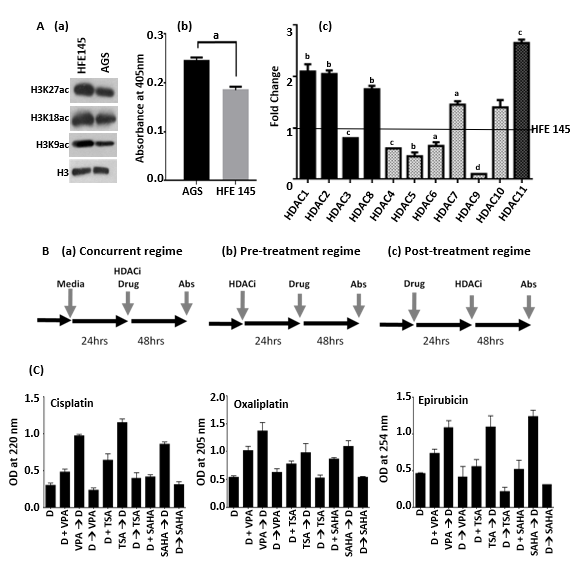 A (a)
HFE145
AGS
H3K27ac
H3K18ac
H3K9ac
H3
(b)
Absorbance at 405nm
0.3
0.2
0.1
0.0
a
AGS HFE 145
(c)
Fold Change
3
2
1
0
b
b
c
b
c
b
a
a
d
c
HFE 145
HDAC1
HDAC2
HDAC3
HDAC8
HDAC4
HDAC5
HDAC6
HDAC7
HDAC9
HDAC10
HDAC11
B (a) Concurrent regime
Media
HDACi
Drug
Abs
24hrs 48hrs
(b) Pre-treatment regime
HDACi Drug Abs
24hrs 48hrs
(c) Post-treatment regime
Drug HDACi Abs
24hrs 48hrs
(C)
Cisplatin
OD at 220 nm
1.5
1.0
0.5
0.0
D
D + VPA
VPA → D
D → VPA
D + TSA
TSA → D
D → TSA
D + SAHA
SAHA → D
D → SAHA
Oxaliplatin
OD at 205 nm
2.0
1.5
1.0
0.5
0.0
D
D + VPA
VPA → D
D → VPA
D + TSA
TSA → D
D → TSA
D + SAHA
SAHA → D
D → SAHA
Epirubicin
OD at 254 nm
1.5
1.0
0.5
0.0
D
D + VPA
VPA → D
D → VPA
D + TSA
TSA → D
D → TSA
D + SAHA
SAHA → D
D → SAHA